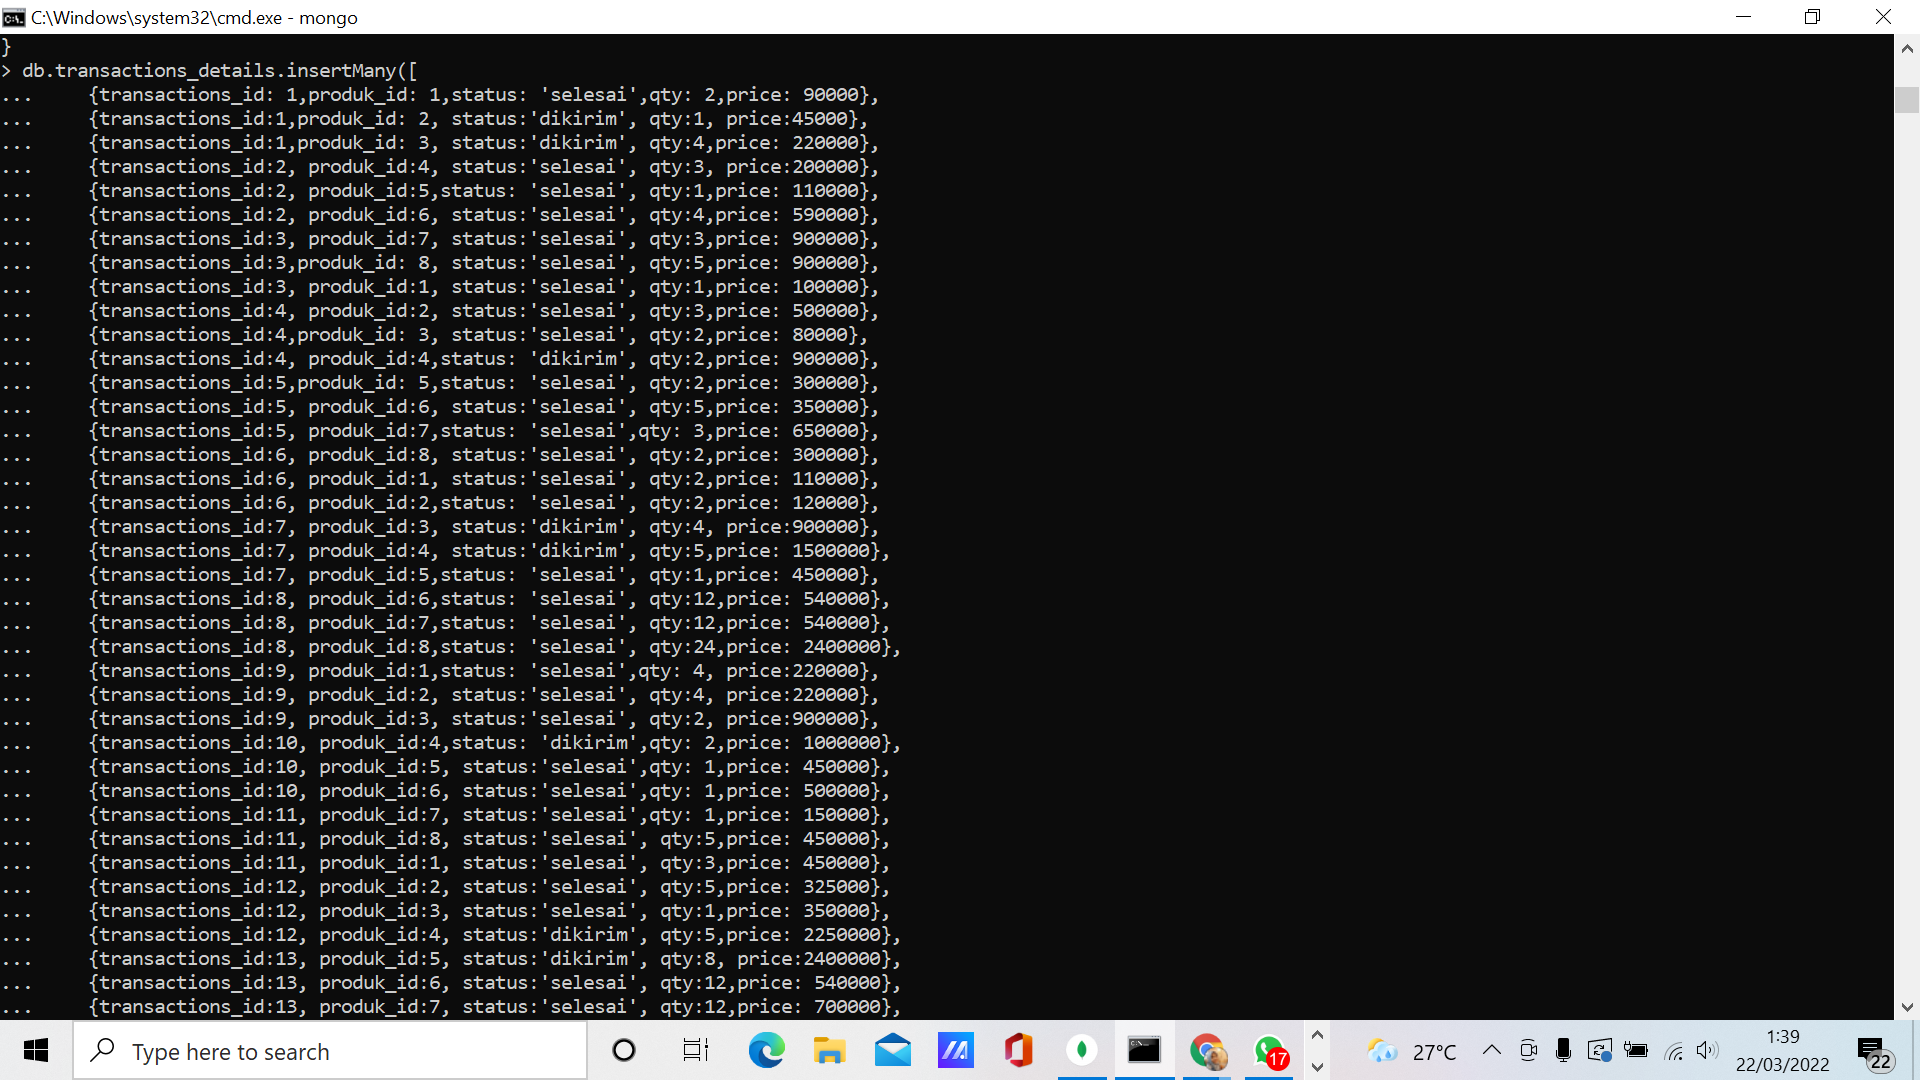 C:\Windows\system32\cmd.exe - mongo
}
> db.transactions_details.insertMany([
...     {transactions_id: 1,produk_id: 1,status: 'selesai',qty: 2,price: 90000},
...     {transactions_id:1,produk_id: 2, status:'dikirim', qty:1, price:45000},
...     {transactions_id:1,produk_id: 3, status:'dikirim', qty:4,price: 220000},
...     {transactions_id:2, produk_id:4, status:'selesai', qty:3, price:200000},
...     {transactions_id:2, produk_id:5,status: 'selesai', qty:1,price: 110000},
...     {transactions_id:2, produk_id:6, status:'selesai', qty:4,price: 590000},
...     {transactions_id:3, produk_id:7, status:'selesai', qty:3,price: 900000},
...     {transactions_id:3,produk_id: 8, status:'selesai', qty:5,price: 900000},
...     {transactions_id:3, produk_id:1, status:'selesai', qty:1,price: 100000},
...     {transactions_id:4, produk_id:2, status:'selesai', qty:3,price: 500000},
...     {transactions_id:4,produk_id: 3, status:'selesai', qty:2,price: 80000},
...     {transactions_id:4, produk_id:4,status: 'dikirim', qty:2,price: 900000},
...     {transactions_id:5,produk_id: 5,status: 'selesai', qty:2,price: 300000},
...     {transactions_id:5, produk_id:6, status:'selesai', qty:5,price: 350000},
...     {transactions_id:5, produk_id:7,status: 'selesai',qty: 3,price: 650000},
...     {transactions_id:6, produk_id:8, status:'selesai', qty:2,price: 300000},
...     {transactions_id:6, produk_id:1, status:'selesai', qty:2,price: 110000},
...     {transactions_id:6, produk_id:2,status: 'selesai', qty:2,price: 120000},
...     {transactions_id:7, produk_id:3, status:'dikirim', qty:4, price:900000},
...     {transactions_id:7, produk_id:4, status:'dikirim', qty:5,price: 1500000},
...     {transactions_id:7, produk_id:5,status: 'selesai', qty:1,price: 450000},
...     {transactions_id:8, produk_id:6,status: 'selesai', qty:12,price: 540000},
...     {transactions_id:8, produk_id:7,status: 'selesai', qty:12,price: 540000},
...     {transactions_id:8, produk_id:8,status: 'selesai', qty:24,price: 2400000},
...     {transactions_id:9, produk_id:1,status: 'selesai',qty: 4, price:220000},
...     {transactions_id:9, produk_id:2, status:'selesai', qty:4, price:220000},
...     {transactions_id:9, produk_id:3, status:'selesai', qty:2, price:900000},
...     {transactions_id:10, produk_id:4,status: 'dikirim',qty: 2,price: 1000000},
...     {transactions_id:10, produk_id:5, status:'selesai',qty: 1,price: 450000},
...     {transactions_id:10, produk_id:6, status:'selesai',qty: 1,price: 500000},
...     {transactions_id:11, produk_id:7, status:'selesai',qty: 1,price: 150000},
...     {transactions_id:11, produk_id:8, status:'selesai', qty:5,price: 450000},
...     {transactions_id:11, produk_id:1, status:'selesai', qty:3,price: 450000},
...     {transactions_id:12, produk_id:2, status:'selesai', qty:5,price: 325000},
...     {transactions_id:12, produk_id:3, status:'selesai', qty:1,price: 350000},
...     {transactions_id:12, produk_id:4, status:'dikirim', qty:5,price: 2250000},
...     {transactions_id:13, produk_id:5, status:'dikirim', qty:8, price:2400000},
...     {transactions_id:13, produk_id:6, status:'selesai', qty:12,price: 540000},
...     {transactions_id:13, produk_id:7, status:'selesai', qty:12,price: 700000},
Type here to search
17
27°C
1:39
22/03/2022
22